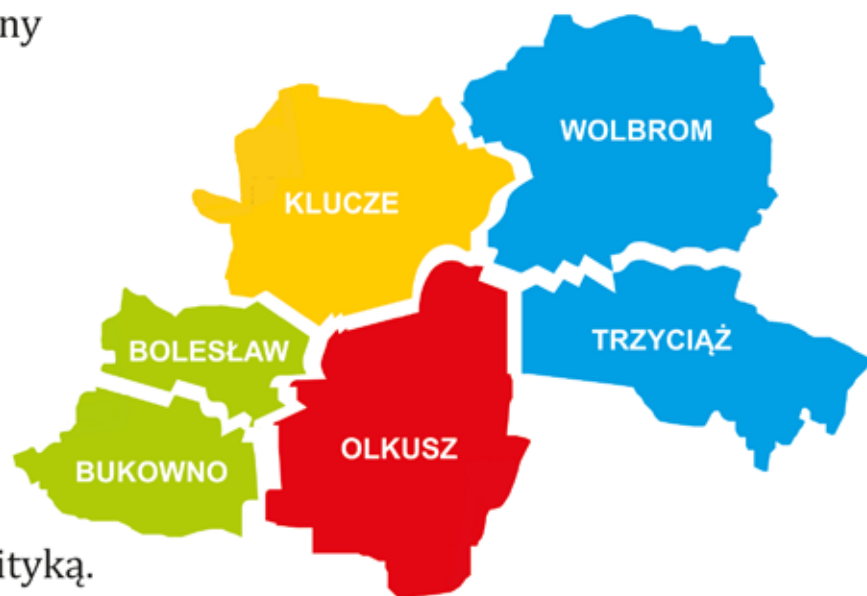 ny
WOLBROM
KLUCZE
BOLESŁAW
TRZYCIĄŻ
OLKUSZ
BUKOWNO
ityką.